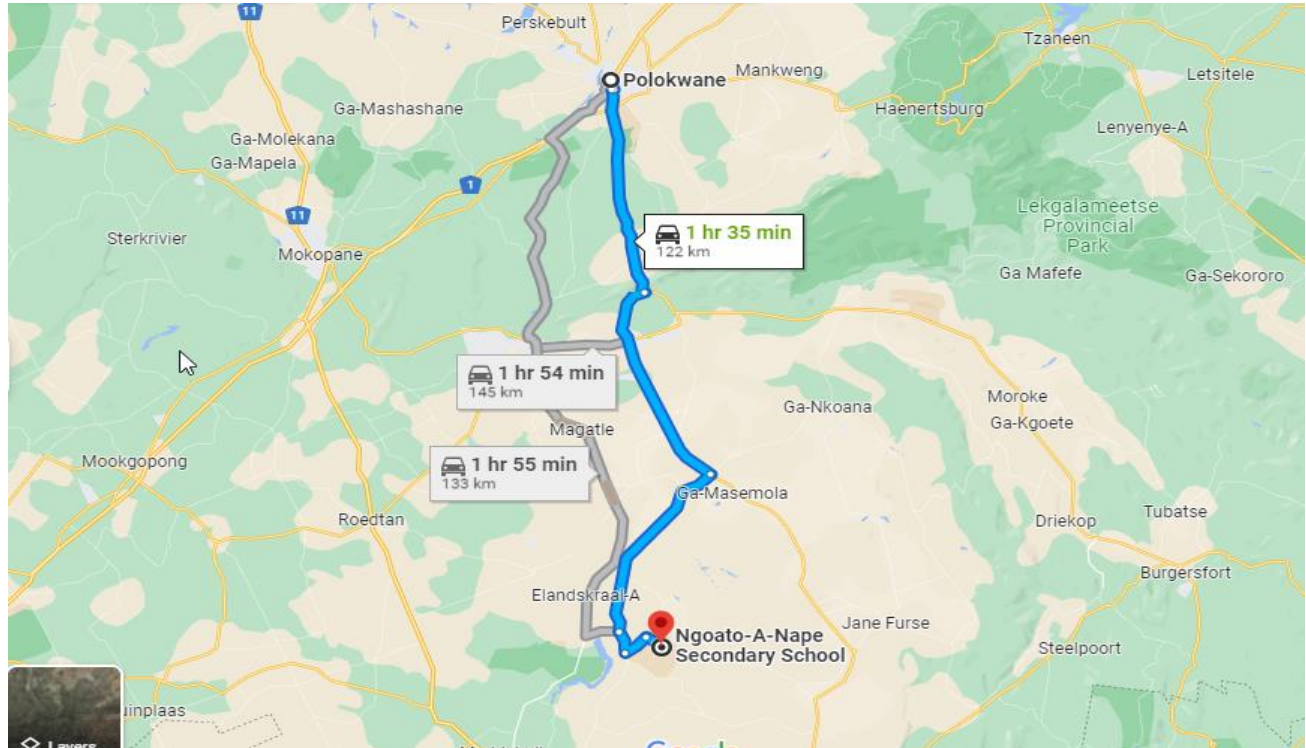 11
Perskebult
Tzaneen
Polokwane
Mankweng
Letsitele
Ga-Mashashane
Haenertsburg
Lenyenye-A
Ga-Molekana
Ga-Mapela
1
11
Lekgalameetse
Provincial
Park
Sterkrivier
1 hr 35 min
122 km
Mokopane
Ga Mafefe
Ga-Sekororo
1 hr 54 min
145 km
Moroke
Ga-Nkoana
Ga-Kgoete
Magatle
Mookgopong
1 hr 55 min
133 km
Ga-Masemola
Roedtan
Driekop
Tubatse
Burgersfort
Elandskraal-A
Jane Furse
Ngoato-A-Nape
Secondary School
Steelpoort
Layers
Google